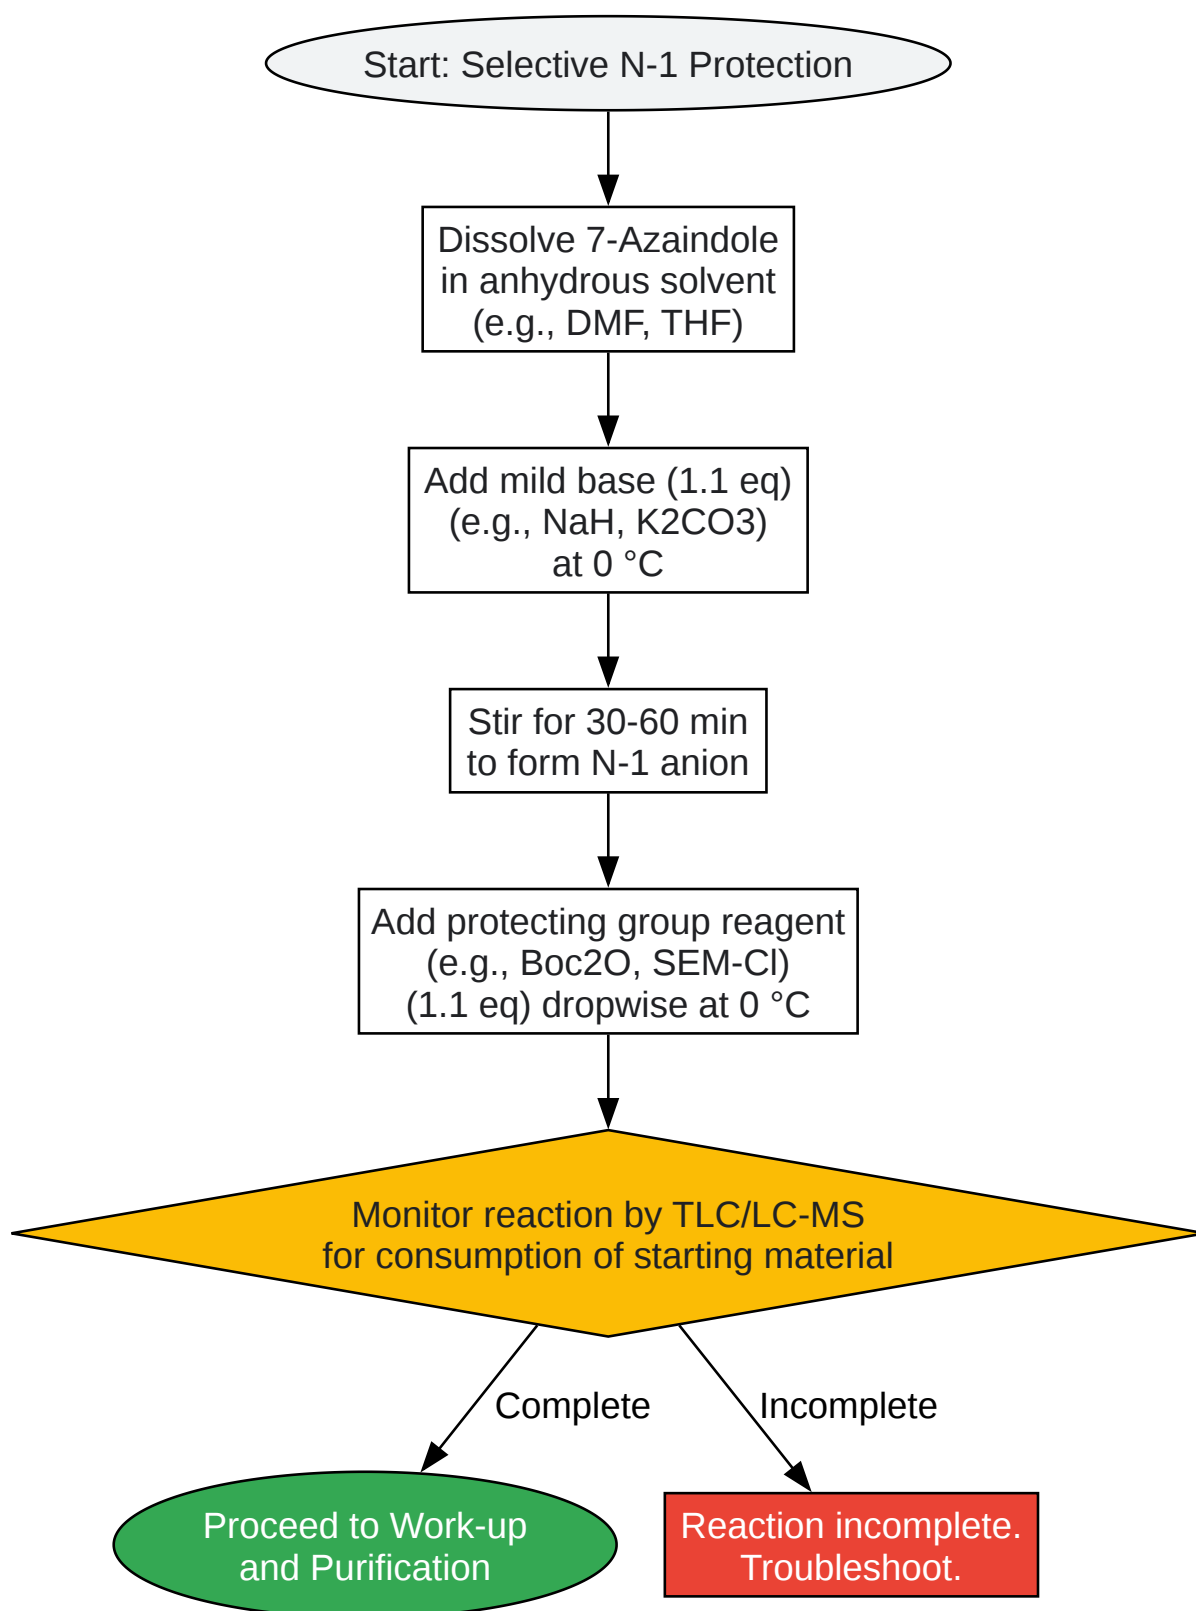 Start: Selective N-1 Protection
Dissolve 7-Azaindole
in anhydrous solvent
(e.g., DMF, THF)
Add mild base (1.1 eq)
(e.g., NaH, K2CO3)
at 0 °C
Stir for 30-60 min
to form N-1 anion
Add protecting group reagent
(e.g., Boc2O, SEM-Cl)
(1.1 eq) dropwise at 0 °C
Monitor reaction by TLC/LC-MS
for consumption of starting material
Complete
Incomplete
Proceed to Work-up
and Purification
Reaction incomplete.
Troubleshoot.